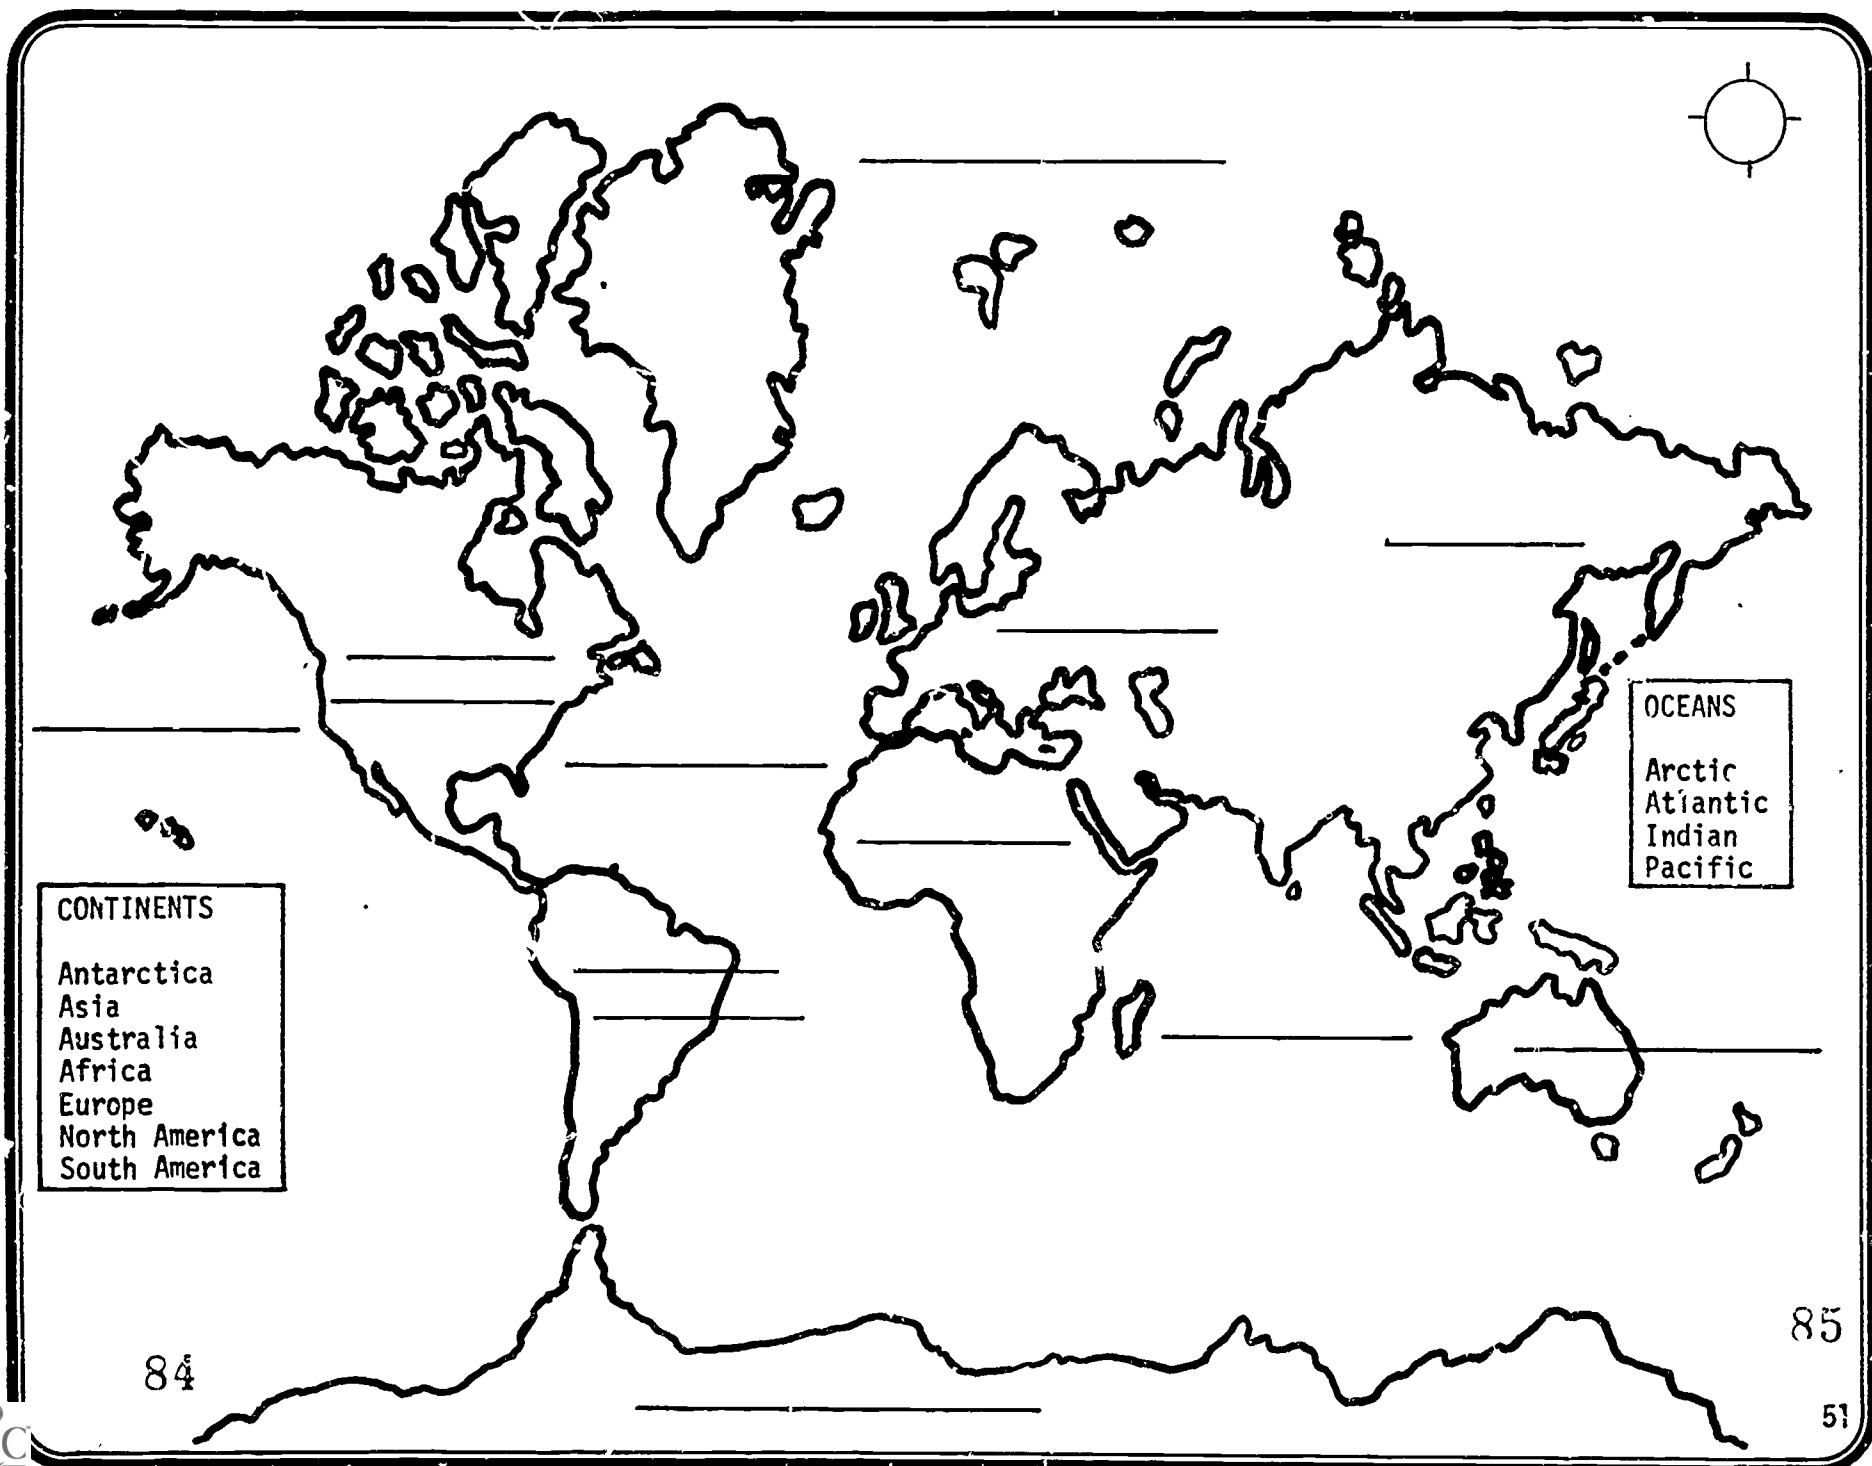 OCEANS
Arctic
Atlantic
Indian
Pacific
CONTINENTS
Antarctica
Asia
Australia
Africa
Europe
North America
South America
84
85
51
C